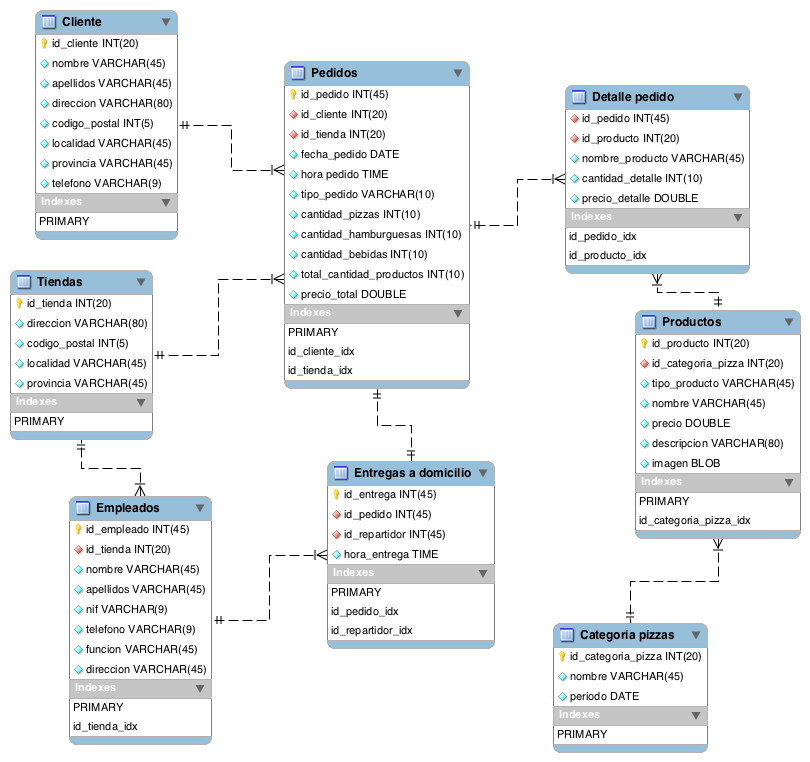 Cliente
id_cliente INT(20)
nombre VARCHAR(45)
apellidos VARCHAR(45)
direccion VARCHAR(80)
codigo_postal INT(5)
localidad VARCHAR(45)
provincia VARCHAR(45)
telefono VARCHAR(9)
Indexes
PRIMARY
Pedidos
id_pedido INT(45)
id_cliente INT(20)
id_tienda INT(20)
fecha_pedido DATE
hora pedido TIME
tipo_pedido VARCHAR(10)
cantidad_pizzas INT(10)
cantidad_hamburguesas INT(10)
cantidad_bebidas INT(10)
total_cantidad_productos INT(10)
precio_total DOUBLE
Indexes
PRIMARY
id_cliente_idx
id_tienda_idx
Detalle pedido
id_pedido INT(45)
id_producto INT(20)
nombre_producto VARCHAR(45)
cantidad_detalle INT(10)
precio_detalle DOUBLE
Indexes
id_pedido_idx
id_producto_idx
Tiendas
id_tienda INT(20)
direccion VARCHAR(80)
codigo_postal INT(5)
localidad VARCHAR(45)
provincia VARCHAR(45)
Indexes
PRIMARY
Productos
id_producto INT(20)
id_categoria_pizza INT(20)
tipo_producto VARCHAR(45)
nombre VARCHAR(45)
precio DOUBLE
descripcion VARCHAR(80)
imagen BLOB
Indexes
PRIMARY
id_categoria_pizza_idx
Entregas a domicilio
id_entrega INT(45)
id_pedido INT(45)
id_repartidor INT(45)
hora_entrega TIME
Indexes
PRIMARY
id_pedido_idx
id_repartidor_idx
Empleados
id_empleado INT(45)
id_tienda INT(20)
nombre VARCHAR(45)
apellidos VARCHAR(45)
nif VARCHAR(9)
telefono VARCHAR(9)
funcion VARCHAR(45)
direccion VARCHAR(45)
Indexes
PRIMARY
id_tienda_idx
Categoria pizzas
id_categoria_pizza INT(20)
nombre VARCHAR(45)
periodo DATE
Indexes
PRIMARY